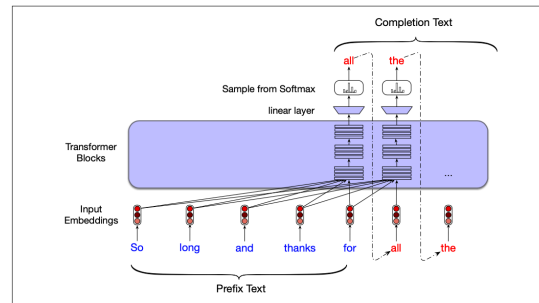 Completion Text
all the
Sample from Softmax
linear layer
Transformer
Blocks
...
Input
Embeddings
So long and thanks for all the
Prefix Text